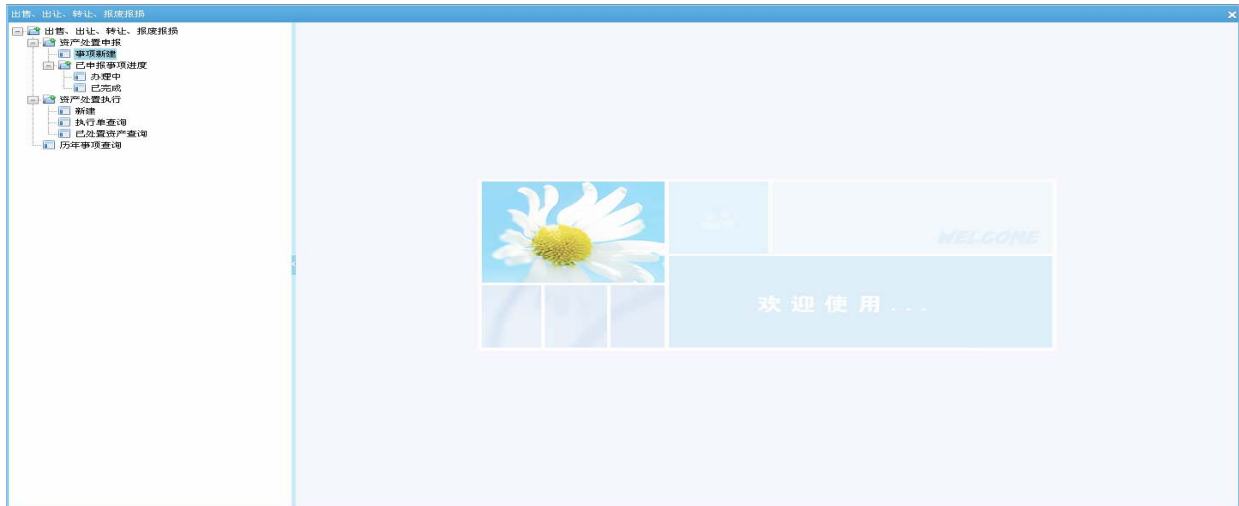 出售、出让、转让、报废报损
出售、出让、转让、报废报损
资产处置申报
事项新建
已申报事项进度
办理中
已完成
资产处置执行
新建
执行单查询
已处置资产查询
历年事项查询
WELCOME
欢迎使用...